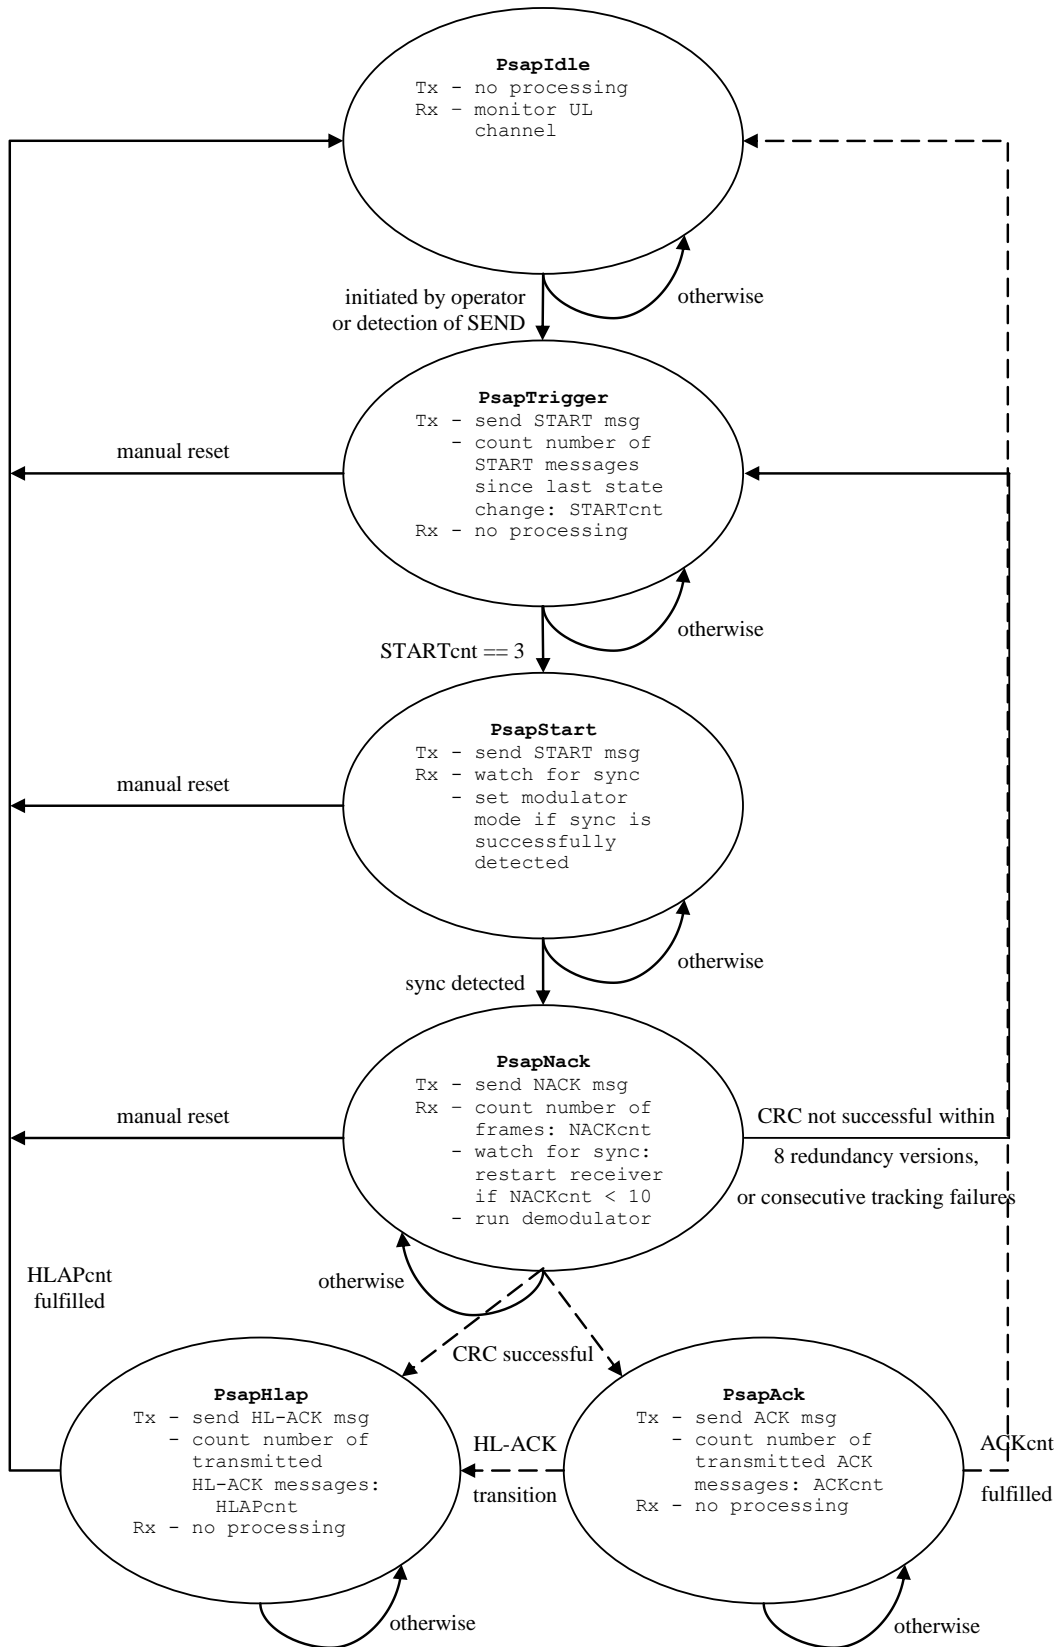 PsapIdle
Tx - no processing
Rx - monitor UL
channel
otherwise
initiated by operator
or detection of SEND
PsapTrigger
Tx - send START msg
- count number of
START messages
since last state
change: STARTcnt
Rx - no processing
manual reset
otherwise
STARTcnt == 3
PsapStart
Tx - send START msg
Rx - watch for sync
- set modulator
mode if sync is
successfully
detected
manual reset
otherwise
sync detected
PsapNack
Tx - send NACK msg
Rx - count number of
frames: NACKcnt
- watch for sync:
restart receiver
if NACKcnt < 10
- run demodulator
manual reset
CRC not successful within
8 redundancy versions,
or consecutive tracking failures
otherwise
HLAPcnt
fulfilled
CRC successful
PsapHlap
Tx - send HL-ACK msg
- count number of
transmitted
HL-ACK messages:
HLAPcnt
Rx - no processing
HL-ACK
transition
PsapAck
Tx - send ACK msg
- count number of
transmitted ACK
messages: ACKcnt
Rx - no processing
ACKcnt
fulfilled
otherwise
otherwise